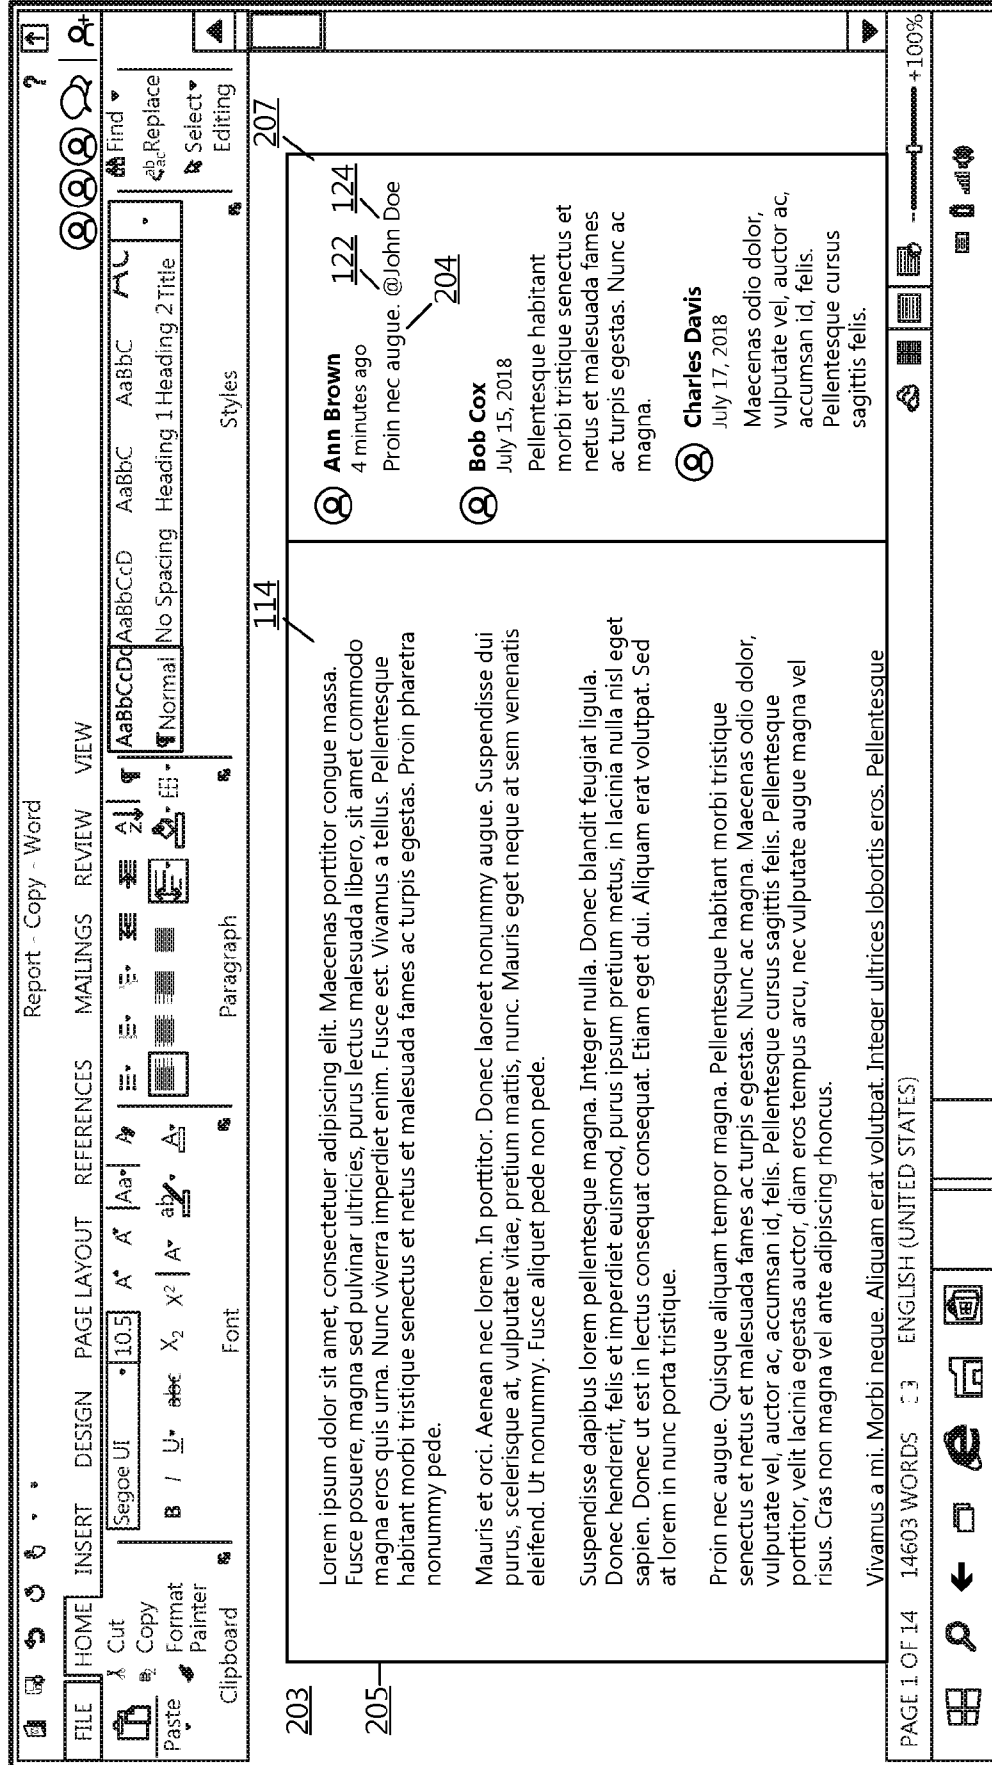 Report - Copy - Word
?
FILE HOME INSERT DESIGN PAGE LAYOUT REFERENCES MAILINGS REVIEW VIEW
Paste
Cut
Copy
Format
Painter
Clipboard
Segoe UI 10.5 A A Aa
B I U abc X2 X2 A ab A
Font
A
Z
¶
Paragraph
AaBbCcDc AaBbCcD AaBbC AaBbC
¶Normal No Spacing Heading 1 Heading 2 Title
Styles
Find
ab
ac Replace
Select
Editing
203
205
114
207
Lorem ipsum dolor sit amet, consectetuer adipiscing elit. Maecenas porttitor congue massa.
Fusce posuere, magna sed pulvinar ultricies, purus lectus malesuada libero, sit amet commodo
magna eros quis urna. Nunc viverra imperdiet enim. Fusce est. Vivamus a tellus. Pellentesque
habitant morbi tristique senectus et netus et malesuada fames ac turpis egestas. Proin pharetra
nonummy pede.
Mauris et orci. Aenean nec lorem. In porttitor. Donec laoreet nonummy augue. Suspendisse dui
purus, scelerisque at, vulputate vitae, pretium mattis, nunc. Mauris eget neque at sem venenatis
eleifend. Ut nonummy. Fusce aliquet pede non pede.
Suspendisse dapibus lorem pellentesque magna. Integer nulla. Donec blandit feugiat ligula.
Donec hendrerit, felis et imperdiet euismod, purus ipsum pretium metus, in lacinia nulla nisl eget
sapien. Donec ut est in lectus consequat consequat. Etiam eget dui. Aliquam erat volutpat. Sed
at lorem in nunc porta tristique.
Proin nec augue. Quisque aliquam tempor magna. Pellentesque habitant morbi tristique
senectus et netus et malesuada fames ac turpis egestas. Nunc ac magna. Maecenas odio dolor,
vulputate vel, auctor ac, accumsan id, felis. Pellentesque cursus sagittis felis. Pellentesque
porttitor, velit lacinia egestas auctor, diam eros tempus arcu, nec vulputate augue magna vel
risus. Cras non magna vel ante adipiscing rhoncus.
Vivamus a mi. Morbi neque. Aliquam erat volutpat. Integer ultrices lobortis eros. Pellentesque
122 124
Ann Brown
4 minutes ago
Proin nec augue. @John Doe
204
Bob Cox
July 15, 2018
Pellentesque habitant
morbi tristique senectus et
netus et malesuada fames
ac turpis egestas. Nunc ac
magna.
Charles Davis
July 17, 2018
Maecenas odio dolor,
vulputate vel, auctor ac,
accumsan id, felis.
Pellentesque cursus
sagittis felis.
PAGE 1 OF 14 14603 WORDS ENGLISH (UNITED STATES) - +100%